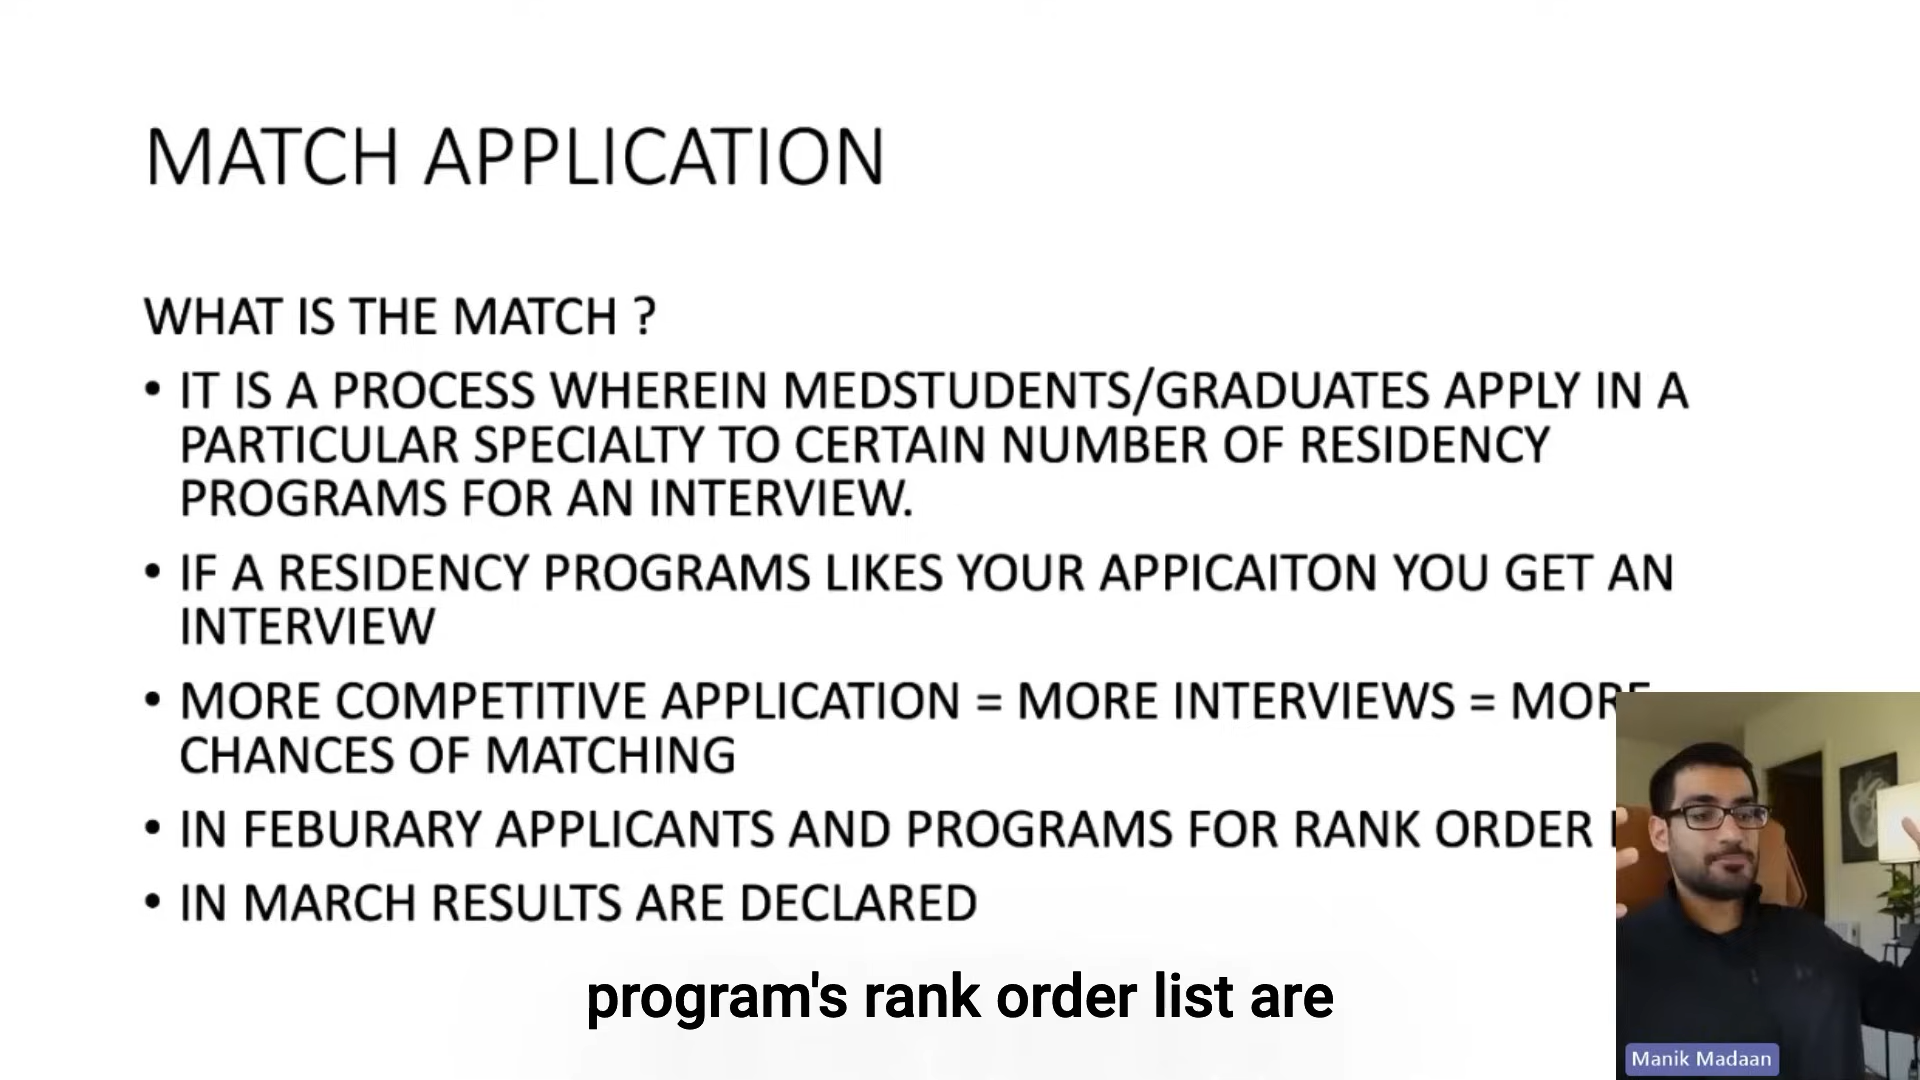 MATCH APPLICATION
WHAT IS THE MATCH ?
• IT IS A PROCESS WHEREIN MEDSTUDENTS/GRADUATES APPLY IN A
PARTICULAR SPECIALTY TO CERTAIN NUMBER OF RESIDENCY
PROGRAMS FOR AN INTERVIEW.
• IF A RESIDENCY PROGRAMS LIKES YOUR APPICAITON YOU GET AN
INTERVIEW
• MORE COMPETITIVE APPLICATION = MORE INTERVIEWS = MORE
CHANCES OF MATCHING
• IN FEBURARY APPLICANTS AND PROGRAMS FOR RANK ORDER
• IN MARCH RESULTS ARE DECLARED
program's rank order list are
Manik Madaan